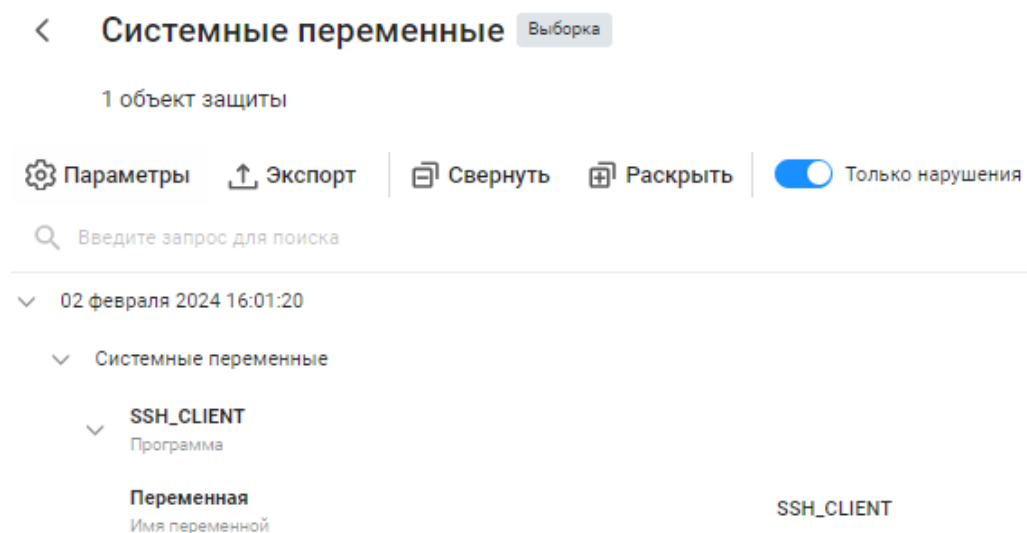 Системные переменные Выборка
1 объект защиты
Параметры Экспорт Свернуть Раскрыть Только нарушения
Введите запрос для поиска
02 февраля 2024 16:01:20
Системные переменные
SSH_CLIENT
Программа
Переменная
SSH_CLIENT
Имя переменной